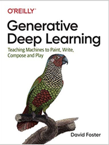 O'REILLY®
Generative
Deep Learning
Teaching Machines to Paint, Write,
Compose and Play
David Foster